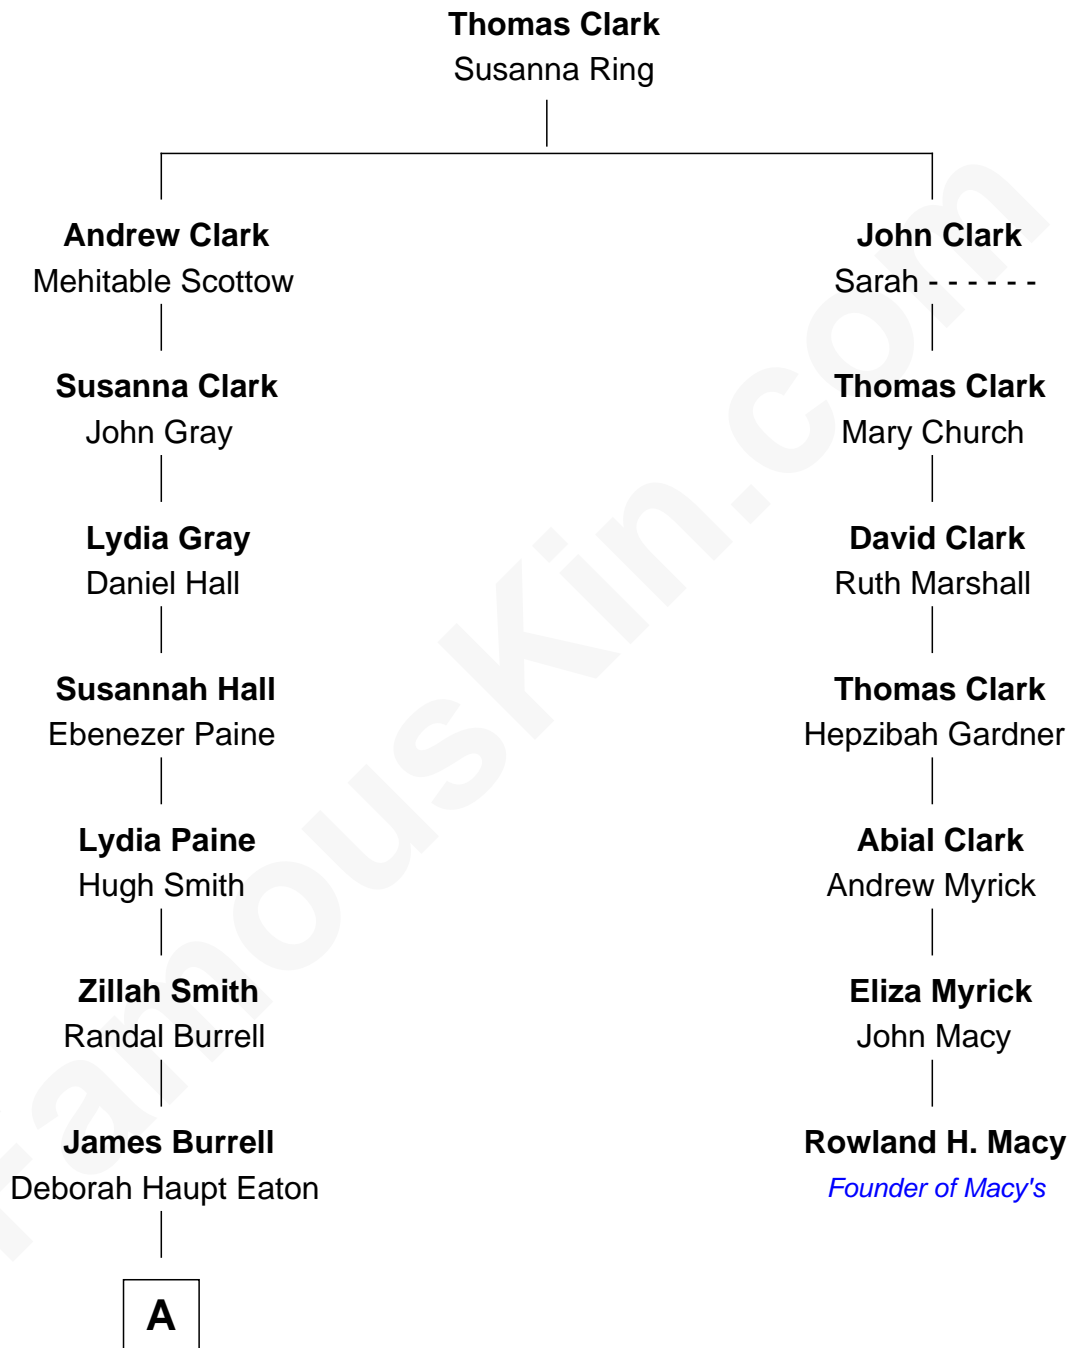 Thomas Clark
Susanna Ring
Andrew Clark
Mehitable Scottow
John Clark
Sarah - - - - - -
Susanna Clark
John Gray
Thomas Clark
Mary Church
Lydia Gray
Daniel Hall
David Clark
Ruth Marshall
Susannah Hall
Ebenezer Paine
Thomas Clark
Hepzibah Gardner
Lydia Paine
Hugh Smith
Abial Clark
Andrew Myrick
Zillah Smith
Randal Burrell
Eliza Myrick
John Macy
James Burrell
Deborah Haupt Eaton
Rowland H. Macy
Founder of Macy's
A
FamousKin.com